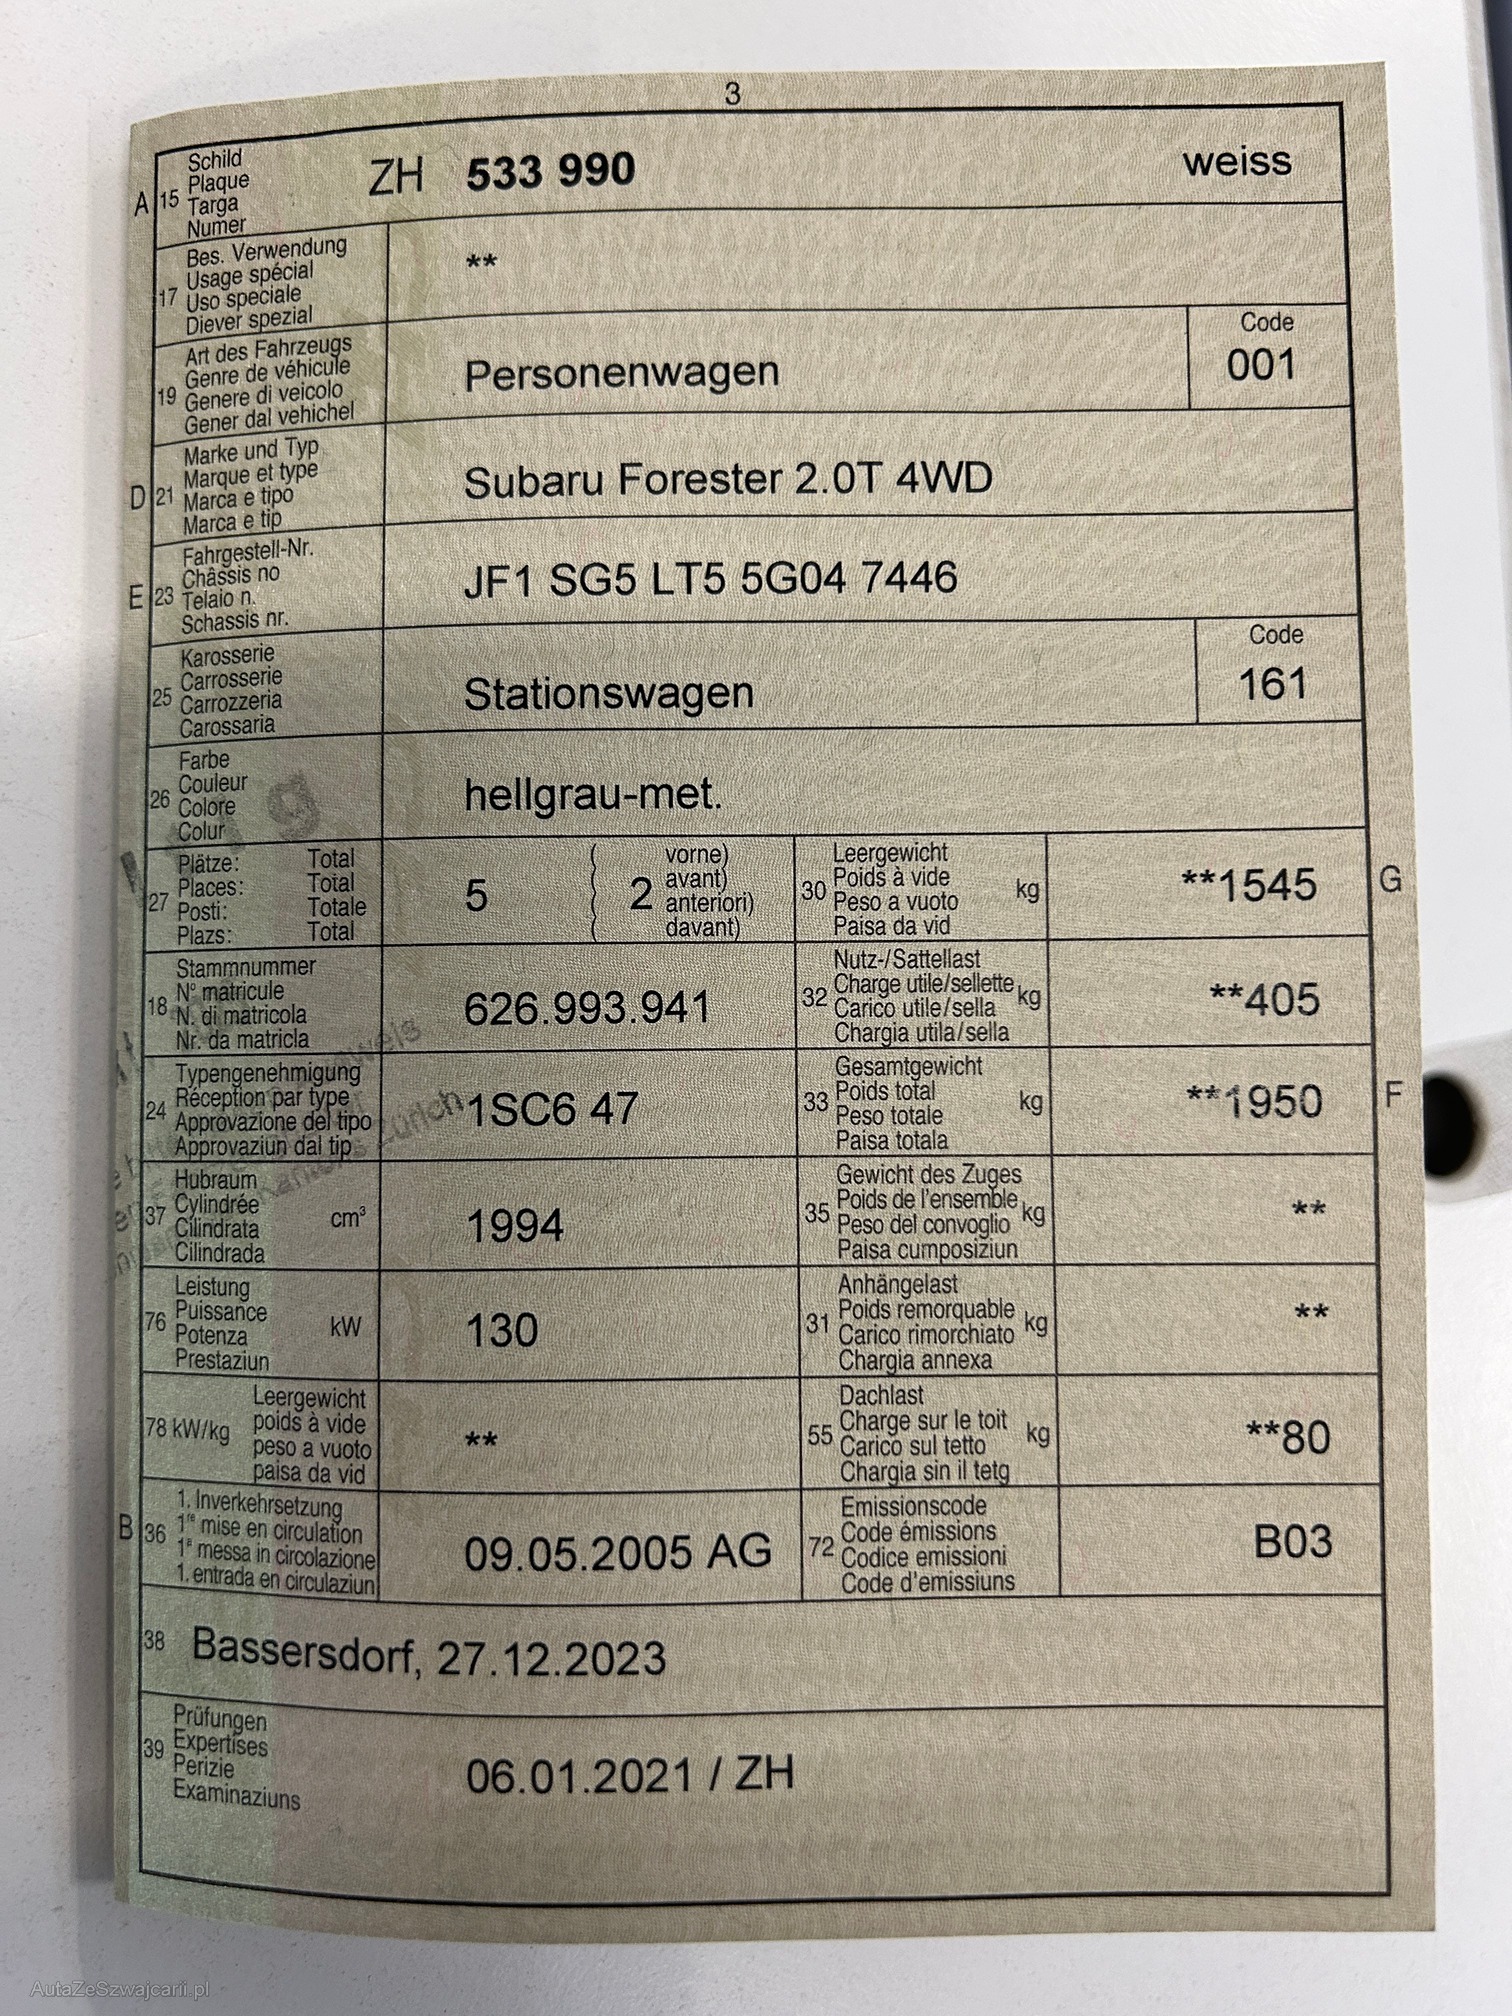 3
A 15 Schild
Plaque
Targa
Numer
ZH 533 990 weiss
17 Bes. Verwendung
Usage spécial
Uso speciale
Diever spezial
**
19 Art des Fahrzeugs
Genre de véhicule
Genere di veicolo
Gener dal vehichel
Personenwagen
Code
001
D 21 Marke und Typ
Marque et type
Marca e tipo
Marca e tip
Subaru Forester 2.0T 4WD
E 23 Fahrgestell-Nr.
Châssis no
Telaio n.
Schassis nr.
JF1 SG5 LT5 5G04 7446
25 Karosserie
Carrosserie
Carrozzeria
Carossaria
Stationswagen
Code
161
26 Farbe
Couleur
Colore
Colur
hellgrau-met.
27 Plätze: Total
Places: Total
Posti: Totale
Plazs: Total
5 ( 2 vorne)
( avant)
( anteriori)
( davant)
30 Leergewicht
Poids à vide
Peso a vuoto
Paisa da vid
kg **1545 G
18 Stammnummer
N° matricule
N. di matricola
Nr. da matricla
626.993.941
32 Nutz-/Sattellast
Charge utile/sellette
Carico utile/sella
Chargia utila/sella
kg **405
24 Typengenehmigung
Réception par type
Approvazione del tipo
Approvaziun dal tip
1SC6 47
33 Gesamtgewicht
Poids total
Peso totale
Paisa totala
kg **1950 F
37 Hubraum
Cylindrée
Cilindrata
Cilindrada
cm³ 1994
35 Gewicht des Zuges
Poids de l'ensemble
Peso del convoglio
Paisa cumposiziun
kg **
76 Leistung
Puissance
Potenza
Prestaziun
kW 130
31 Anhängelast
Poids remorquable
Carico rimorchiato
Chargia annexa
kg **
78 kW/kg Leergewicht
poids à vide
peso a vuoto
paisa da vid
**
55 Dachlast
Charge sur le toit
Carico sul tetto
Chargia sin il tetg
kg **80
B 36 1. Inverkehrsetzung
1re mise en circulation
1a messa in circolazione
1. entrada en circulaziun
09.05.2005 AG
72 Emissionscode
Code émissions
Codice emissioni
Code d'emissiuns
B03
38 Bassersdorf, 27.12.2023
39 Prüfungen
Expertises
Perizie
Examinaziuns
06.01.2021 / ZH
Zürich
AutaZeSzwajcarii.pl